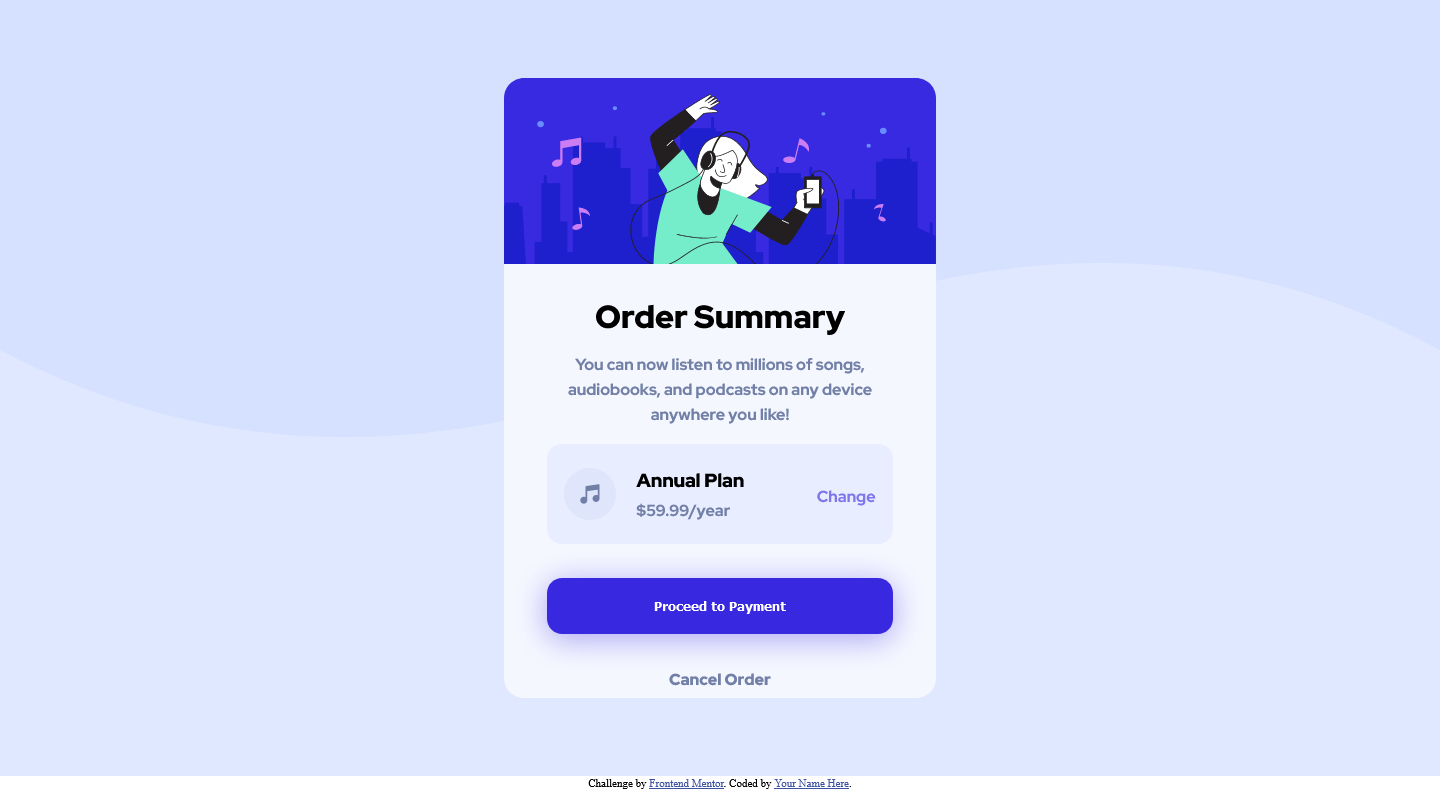 Order Summary
You can now listen to millions of songs,
audiobooks, and podcasts on any device
anywhere you like!
Annual Plan
$59.99/year
Change
Proceed to Payment
Cancel Order
Challenge by Frontend Mentor. Coded by Your Name Here.